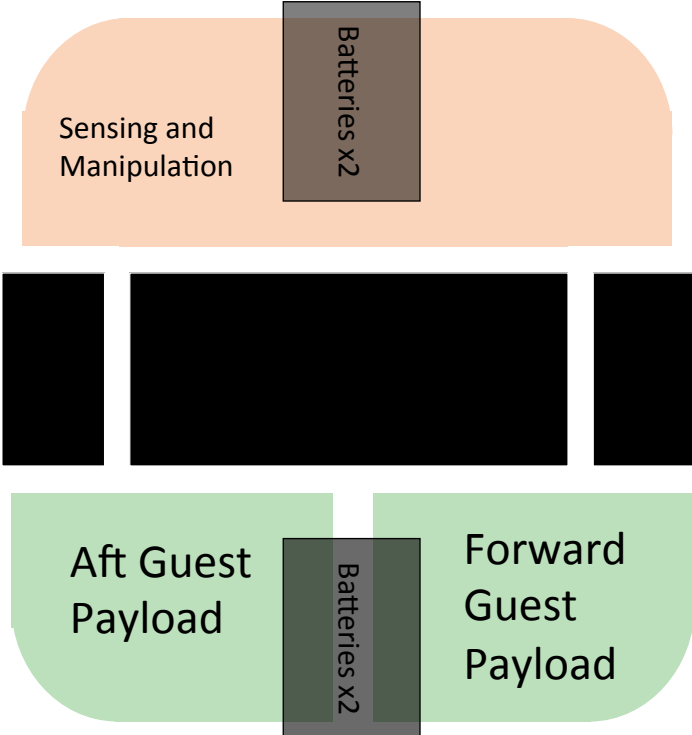 Batteries x2
Sensing and
Manipulation
Aft Guest
Payload
Batteries x2
Forward
Guest
Payload